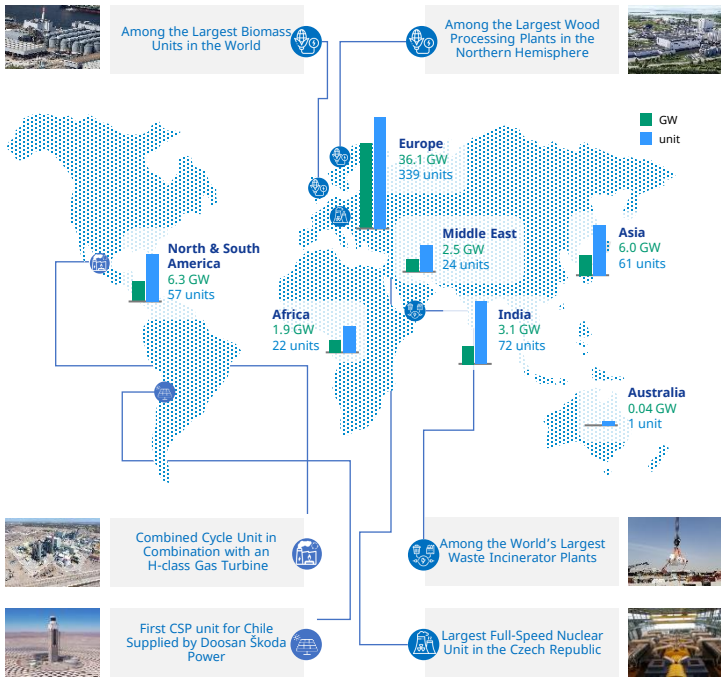 Among the Largest Biomass
Units in the World
Among the Largest Wood
Processing Plants in the
Northern Hemisphere
GW
unit
Europe
36.1 GW
339 units
Middle East
2.5 GW
24 units
Asia
6.0 GW
61 units
North & South
America
6.3 GW
57 units
Africa
1.9 GW
22 units
India
3.1 GW
72 units
Australia
0.04 GW
1 unit
Combined Cycle Unit in
Combination with an
H-class Gas Turbine
Among the World’s Largest
Waste Incinerator Plants
First CSP unit for Chile
Supplied by Doosan Škoda
Power
Largest Full-Speed Nuclear
Unit in the Czech Republic